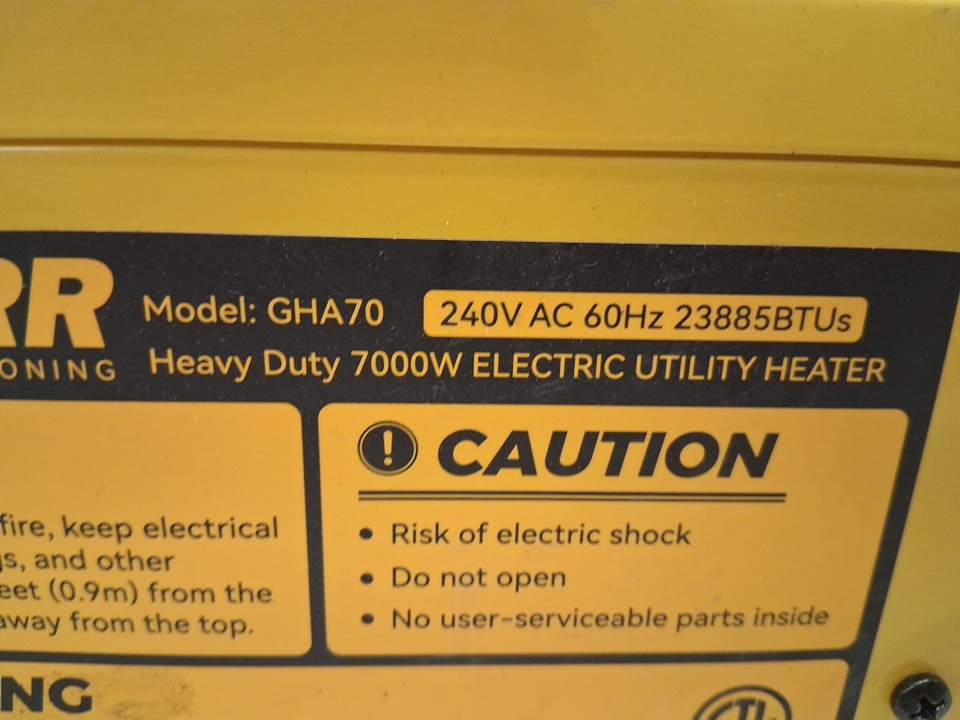 RR
ONING
Model: GHA70
240V AC 60Hz 23885BTUs
Heavy Duty 7000W ELECTRIC UTILITY HEATER
fire, keep electrical
s, and other
eet (0.9m) from the
away from the top.
CAUTION
• Risk of electric shock
• Do not open
• No user-serviceable parts inside
NG